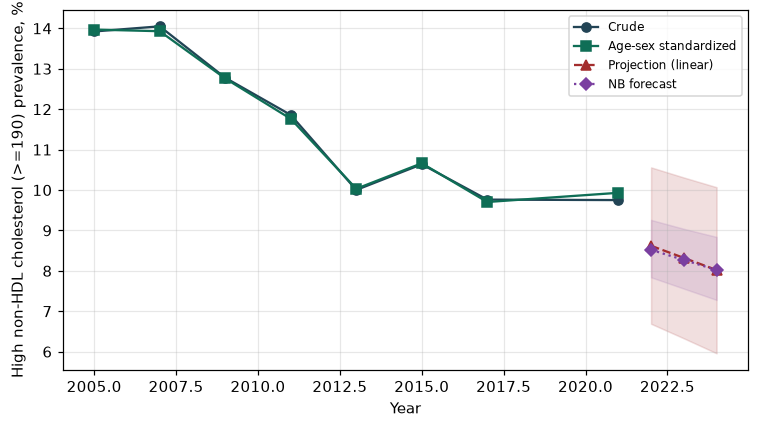 High non-HDL cholesterol (>=190) prevalence, %
14
13
12
11
10
9
8
7
6
Crude
Age-sex standardized
Projection (linear)
NB forecast
2005.0 2007.5 2010.0 2012.5 2015.0 2017.5 2020.0 2022.5
Year